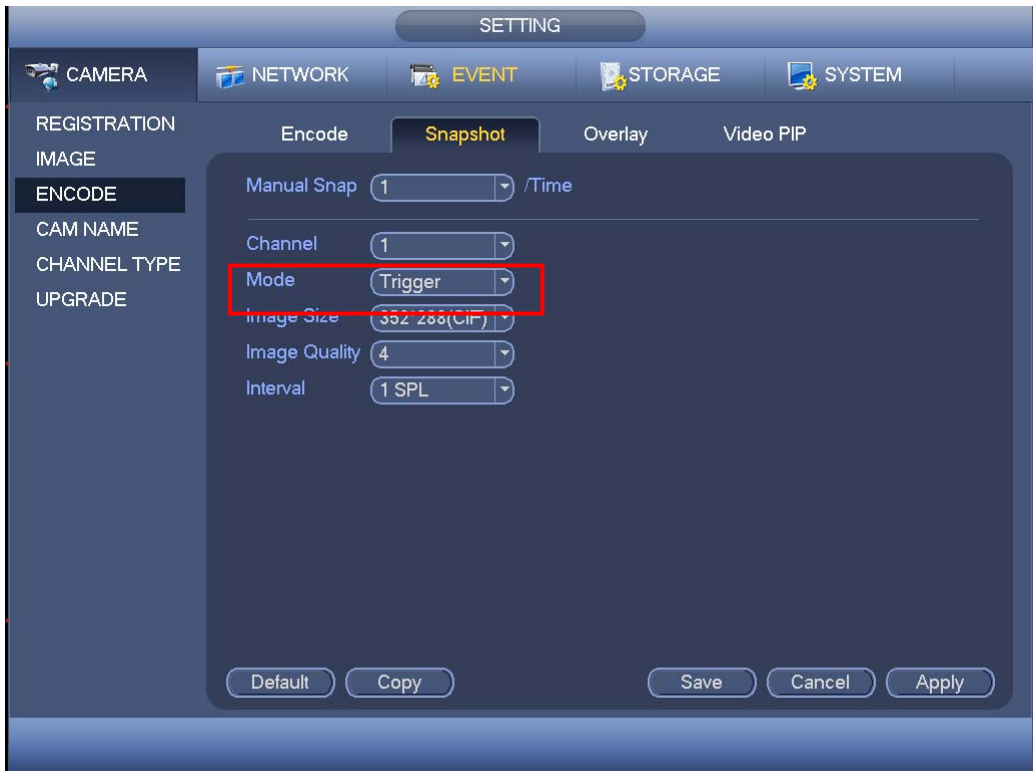 SETTING
CAMERA NETWORK EVENT STORAGE SYSTEM
REGISTRATION
IMAGE
ENCODE
CAM NAME
CHANNEL TYPE
UPGRADE
Encode Snapshot Overlay Video PIP
Manual Snap 1 /Time
Channel 1
Mode Trigger
Image Size 352*288(CIF)
Image Quality 4
Interval 1 SPL
Default Copy Save Cancel Apply